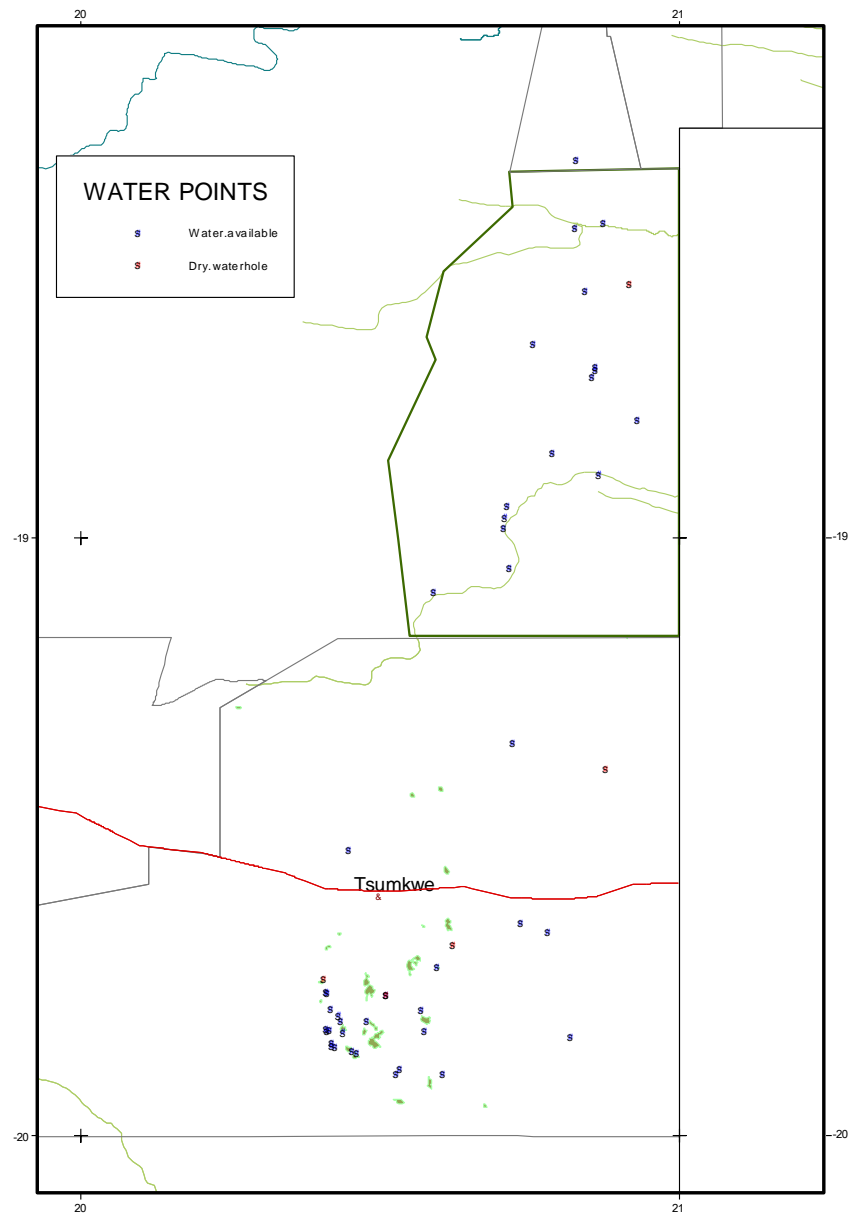 20 21
WATER POINTS
s Water.available
s Dry.waterhole
-19 -19
Tsumkwe
&
-20 -20
20 21